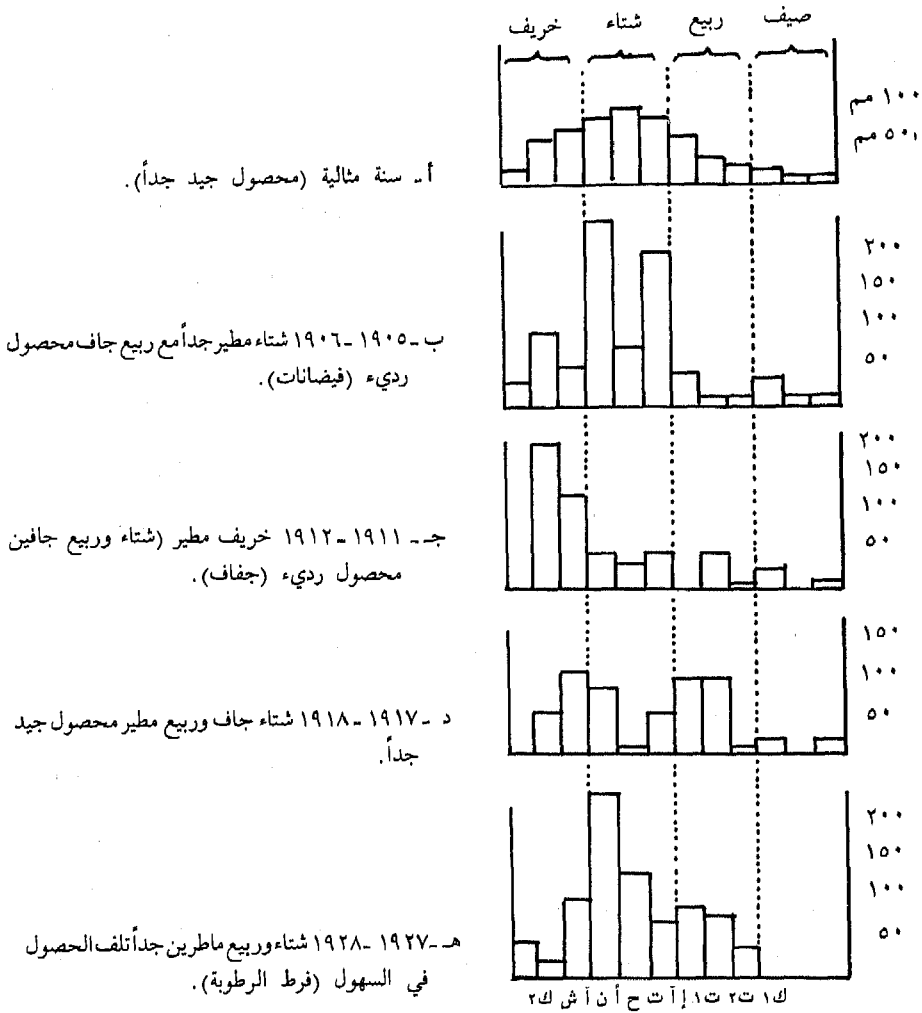 صيف ربيع شتاء خريف
١٠٠ مم
٥٠ مم
أ ـ سنة مثالية (محصول جيد جداً).
٢٠٠
١٥٠
١٠٠
٥٠
ب ـ ١٩٠٥ ـ ١٩٠٦ شتاء مطير جداً مع ربيع جاف محصول
رديء (فيضانات).
٢٠٠
١٥٠
١٠٠
٥٠
جـ ـ ١٩١١ ـ ١٩١٢ خريف مطير (شتاء وربيع جافين
محصول رديء (جفاف).
١٥٠
١٠٠
٥٠
د ـ ١٩١٧ ـ ١٩١٨ شتاء جاف وربيع مطير محصول جيد
جداً.
٢٠٠
١٥٠
١٠٠
٥٠
هـ ـ ١٩٢٧ ـ ١٩٢٨ شتاء وربيع ماطرين جداً تلف الحصول
في السهول (فرط الرطوبة).
ك١ ت٢ ت١ إ آ ت ح أ ن آ ش ك٢